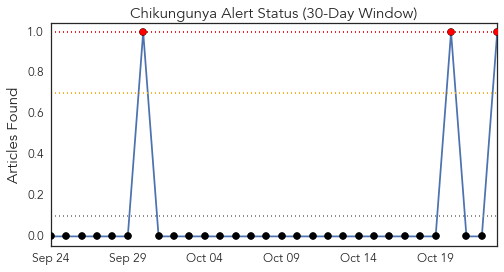 Chikungunya Alert Status (30-Day Window)
Articles Found
1.0
0.8
0.6
0.4
0.2
0.0
Sep 24 Sep 29 Oct 04 Oct 09 Oct 14 Oct 19